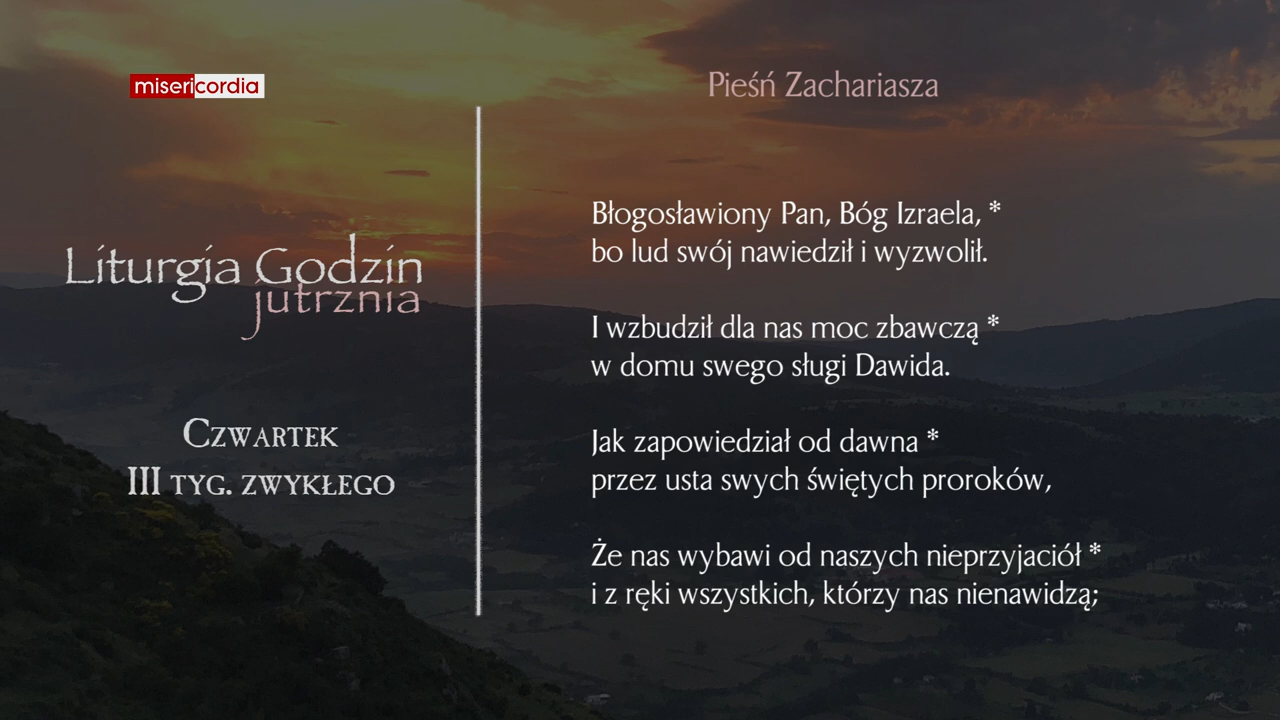 misericordia
Liturgia Godzin
jutrznia
Czwartek
III tyg. zwykłego
Pieśń Zachariasza
Błogosławiony Pan, Bóg Izraela, *
bo lud swój nawiedził i wyzwolił.
I wzbudził dla nas moc zbawczą *
w domu swego sługi Dawida.
Jak zapowiedział od dawna *
przez usta swych świętych proroków,
Że nas wybawi od naszych nieprzyjaciół *
i z ręki wszystkich, którzy nas nienawidzą;